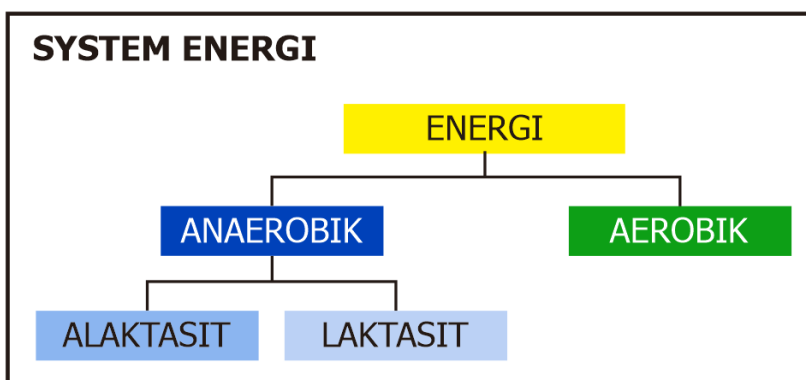 SYSTEM ENERGI
ENERGI
ANAEROBIK
AEROBIK
ALAKTASIT
LAKTASIT